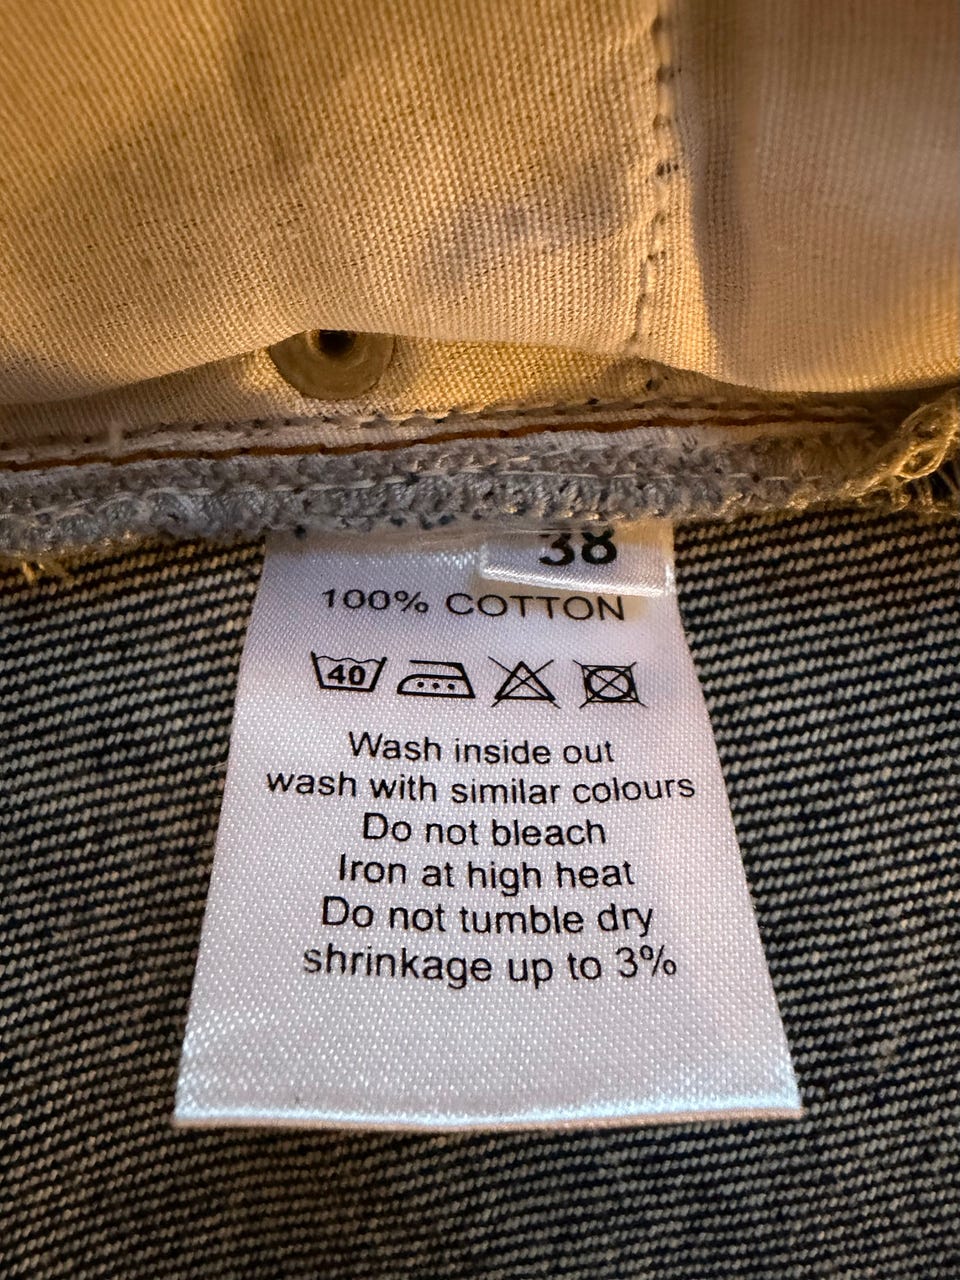 38
100% COTTON
40
Wash inside out
wash with similar colours
Do not bleach
Iron at high heat
Do not tumble dry
shrinkage up to 3%